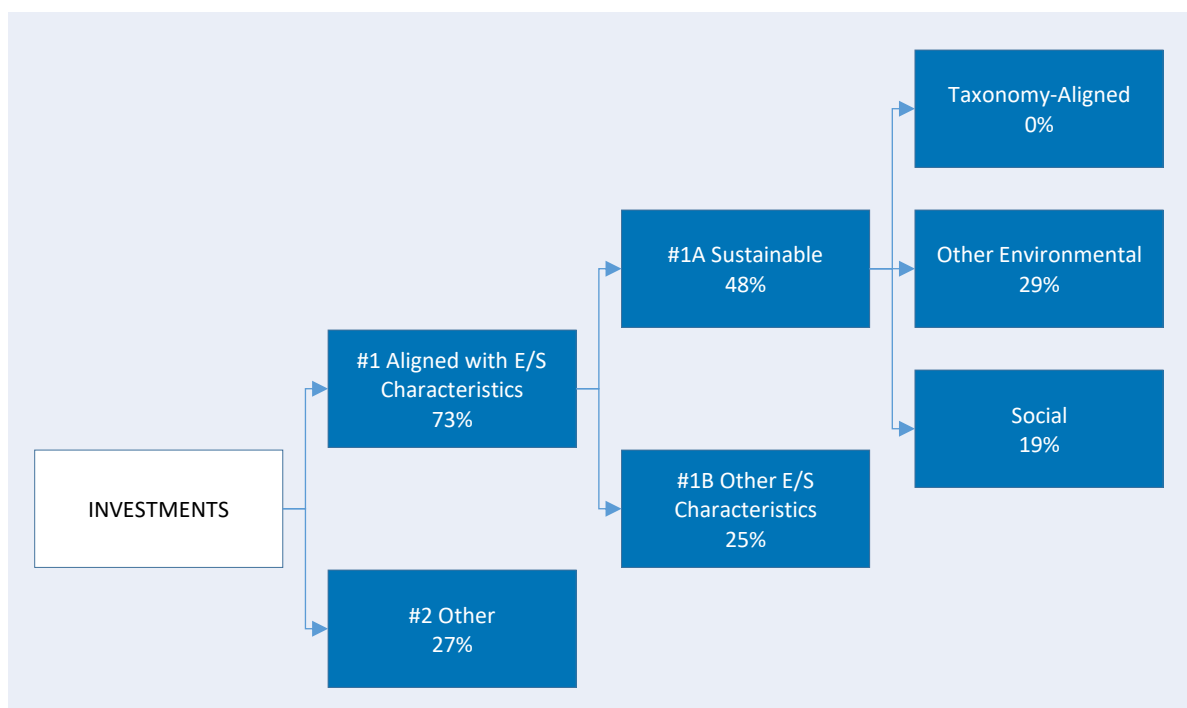 INVESTMENTS
#1 Aligned with E/S
Characteristics
73%
#2 Other
27%
#1A Sustainable
48%
#1B Other E/S
Characteristics
25%
Taxonomy-Aligned
0%
Other Environmental
29%
Social
19%